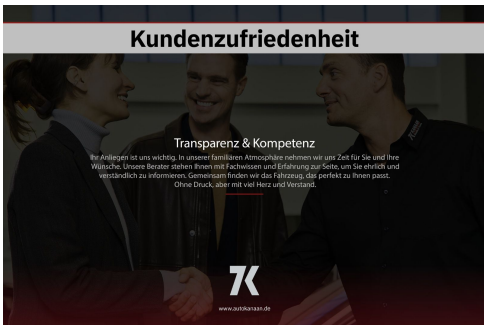 Kundenzufriedenheit
Transparenz & Kompetenz
Ihr Anliegen ist uns wichtig. In unserer familiären Atmosphäre nehmen wir uns Zeit für Sie und Ihre
Wünsche. Unsere Berater stehen Ihnen mit Fachwissen und Erfahrung zur Seite, um Sie ehrlich und
verständlich zu informieren. Gemeinsam finden wir das Fahrzeug, das perfekt zu Ihnen passt.
Ohne Druck, aber mit viel Herz und Verstand.
7K
www.autokanaan.de